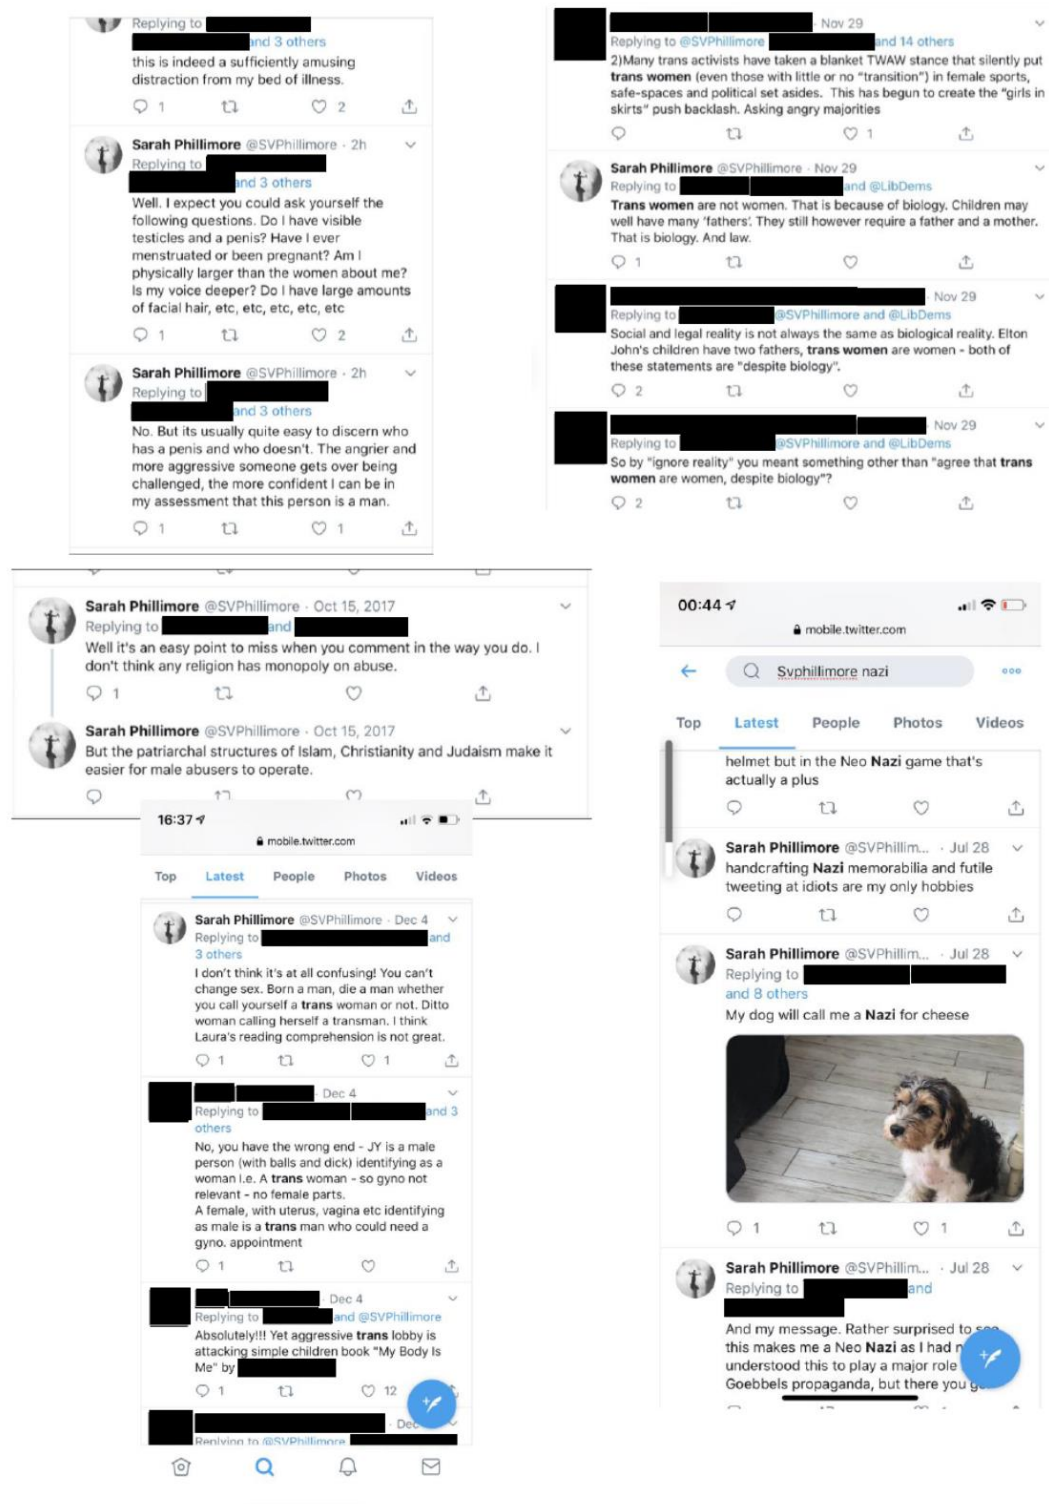 Replying to
and 3 others
this is indeed a sufficiently amusing
distraction from my bed of illness.
1 2
Sarah Phillimore @SVPhillimore · 2h
Replying to
and 3 others
Well. I expect you could ask yourself the
following questions. Do I have visible
testicles and a penis? Have I ever
menstruated or been pregnant? Am I
physically larger than the women about me?
Is my voice deeper? Do I have large amounts
of facial hair, etc, etc, etc, etc, etc
1 2
Sarah Phillimore @SVPhillimore · 2h
Replying to
and 3 others
No. But its usually quite easy to discern who
has a penis and who doesn't. The angrier and
more aggressive someone gets over being
challenged, the more confident I can be in
my assessment that this person is a man.
1 1
· Nov 29
Replying to @SVPhillimore and 14 others
2)Many trans activists have taken a blanket TWAW stance that silently put
trans women (even those with little or no "transition") in female sports,
safe-spaces and political set asides. This has begun to create the "girls in
skirts" push backlash. Asking angry majorities
1
Sarah Phillimore @SVPhillimore · Nov 29
Replying to and @LibDems
Trans women are not women. That is because of biology. Children may
well have many 'fathers'. They still however require a father and a mother.
That is biology. And law.
1
· Nov 29
Replying to @SVPhillimore and @LibDems
Social and legal reality is not always the same as biological reality. Elton
John's children have two fathers, trans women are women - both of
these statements are "despite biology".
2
· Nov 29
Replying to @SVPhillimore and @LibDems
So by "ignore reality" you meant something other than "agree that trans
women are women, despite biology"?
2
Sarah Phillimore @SVPhillimore · Oct 15, 2017
Replying to and
Well it's an easy point to miss when you comment in the way you do. I
don't think any religion has monopoly on abuse.
1
Sarah Phillimore @SVPhillimore · Oct 15, 2017
But the patriarchal structures of Islam, Christianity and Judaism make it
easier for male abusers to operate.
16:37
mobile.twitter.com
Top Latest People Photos Videos
Sarah Phillimore @SVPhillimore · Dec 4
Replying to and
3 others
I don't think it's at all confusing! You can't
change sex. Born a man, die a man whether
you call yourself a trans woman or not. Ditto
woman calling herself a transman. I think
Laura's reading comprehension is not great.
1 1
· Dec 4
Replying to and 3
others
No, you have the wrong end - JY is a male
person (with balls and dick) identifying as a
woman I.e. A trans woman - so gyno not
relevant - no female parts.
A female, with uterus, vagina etc identifying
as male is a trans man who could need a
gyno. appointment
1
· Dec 4
Replying to and @SVPhillimore
Absolutely!!! Yet aggressive trans lobby is
attacking simple children book "My Body Is
Me" by
1 12
· Dec
Replying to @SVPhillimore
00:44
mobile.twitter.com
Svphillimore nazi
Top Latest People Photos Videos
helmet but in the Neo Nazi game that's
actually a plus
Sarah Phillimore @SVPhillim... · Jul 28
handcrafting Nazi memorabilia and futile
tweeting at idiots are my only hobbies
Sarah Phillimore @SVPhillim... · Jul 28
Replying to
and 8 others
My dog will call me a Nazi for cheese
1 1
Sarah Phillimore @SVPhillim... · Jul 28
Replying to and
And my message. Rather surprised to see
this makes me a Neo Nazi as I had
understood this to play a major role
Goebbels propaganda, but there you